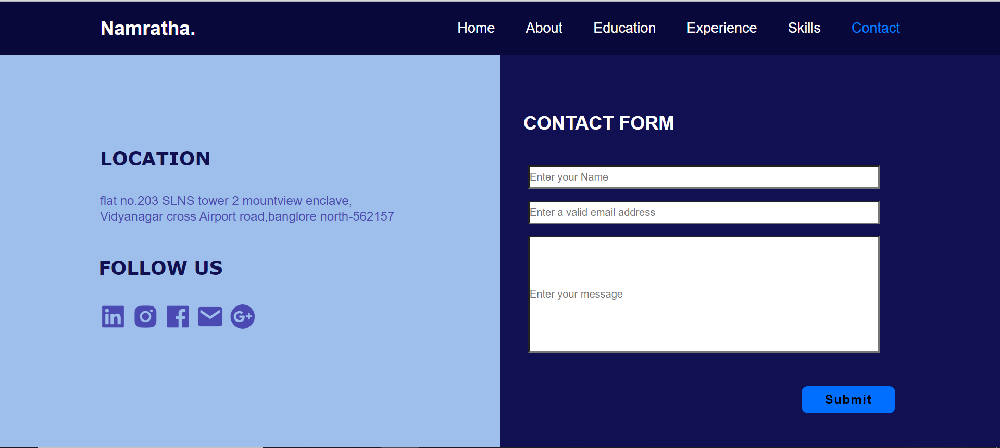 Namratha.
Home
About
Education
Experience
Skills
Contact
LOCATION
flat no.203 SLNS tower 2 mountview enclave,
Vidyanagar cross Airport road,banglore north-562157
FOLLOW US
in
f
G+
CONTACT FORM
Enter your Name
Enter a valid email address
Enter your message
Submit